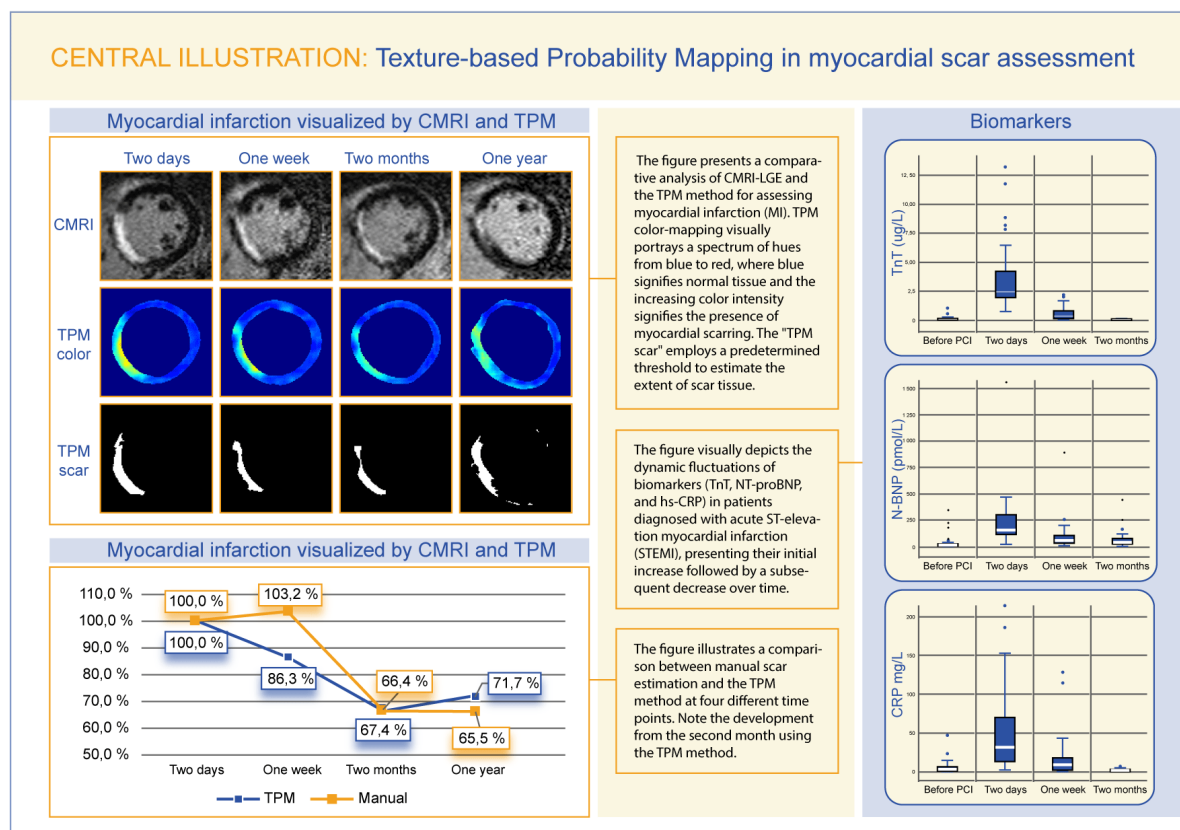 CENTRAL ILLUSTRATION: Texture-based Probability Mapping in myocardial scar assessment
Myocardial infarction visualized by CMRI and TPM
Two days
One week
Two months
One year
CMRI
TPM
color
TPM
scar
Myocardial infarction visualized by CMRI and TPM
110,0 %
100,0 %
90,0 %
80,0 %
70,0 %
60,0 %
50,0 %
100,0 %
103,2 %
100,0 %
86,3 %
66,4 %
67,4 %
71,7 %
65,5 %
Two days
One week
Two months
One year
TPM
Manual
The figure presents a compara-
tive analysis of CMRI-LGE and
the TPM method for assessing
myocardial infarction (MI). TPM
color-mapping visually
portrays a spectrum of hues
from blue to red, where blue
signifies normal tissue and the
increasing color intensity
signifies the presence of
myocardial scarring. The "TPM
scar" employs a predetermined
threshold to estimate the
extent of scar tissue.
The figure visually depicts the
dynamic fluctuations of
biomarkers (TnT, NT-proBNP,
and hs-CRP) in patients
diagnosed with acute ST-eleva-
tion myocardial infarction
(STEMI), presenting their initial
increase followed by a subse-
quent decrease over time.
The figure illustrates a compari-
son between manual scar
estimation and the TPM
method at four different time
points. Note the development
from the second month using
the TPM method.
Biomarkers
TnT (ug/L)
12,50
10,00
7,50
5,00
2,5
0
Before PCI
Two days
One week
Two months
N-BNP (pmol/L)
1 500
1 250
1 000
750
500
250
0
Before PCI
Two days
One week
Two months
CRP mg/L
200
150
100
50
0
Before PCI
Two days
One week
Two months